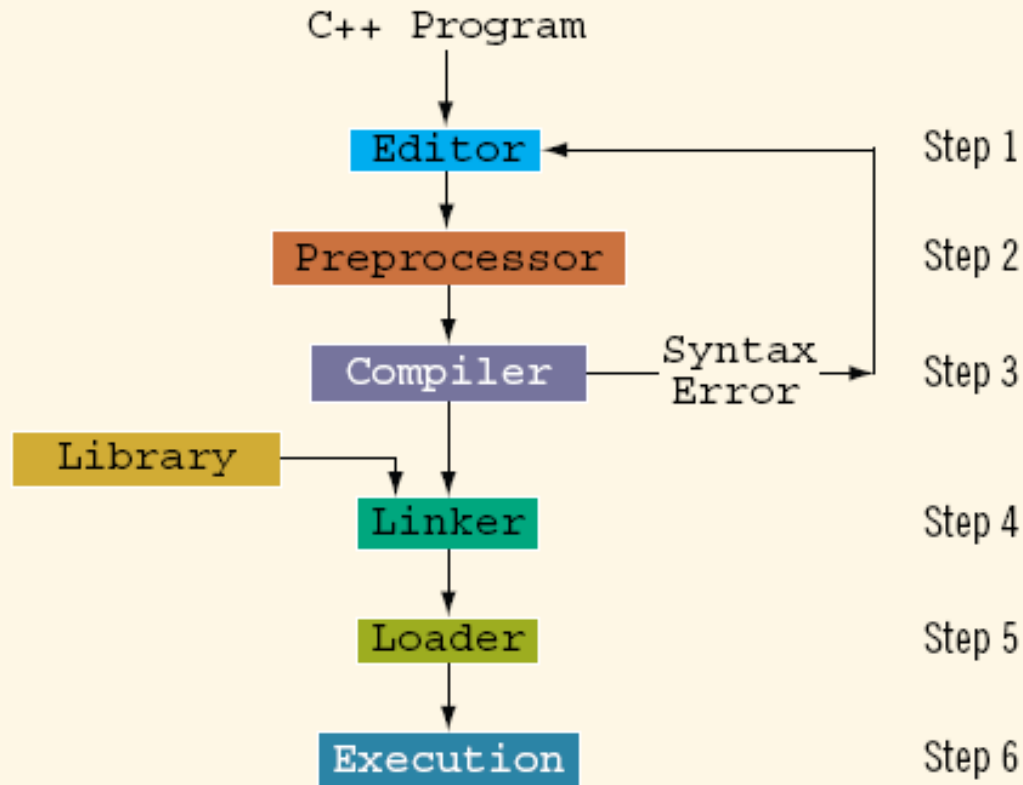 C++ Program
Editor
Step 1
Preprocessor
Step 2
Compiler
Syntax
Error
Step 3
Library
Linker
Step 4
Loader
Step 5
Execution
Step 6